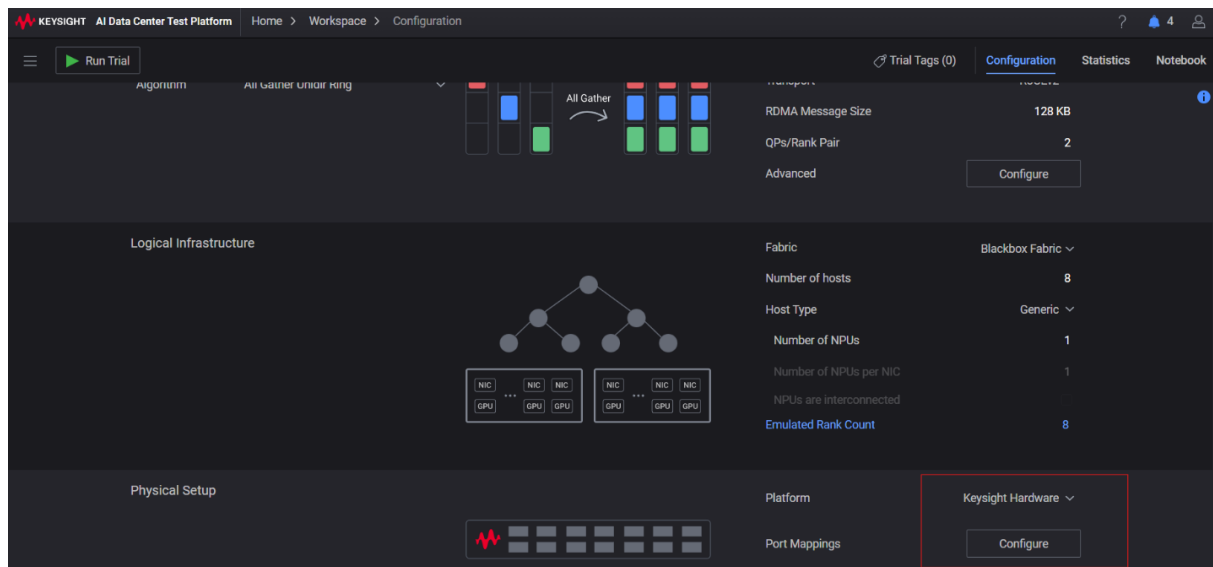 KEYSIGHT AI Data Center Test Platform Home > Workspace > Configuration ? 4
Run Trial Trial Tags (0) Configuration Statistics Notebook
Algorithm All Gather Unidir Ring
All Gather
Transport ROCEv2
RDMA Message Size 128 KB
QPs/Rank Pair 2
Advanced Configure
Logical Infrastructure
Fabric Blackbox Fabric
Number of hosts 8
Host Type Generic
Number of NPUs 1
Number of NPUs per NIC 1
NPUs are interconnected
Emulated Rank Count 8
NIC ... NIC NIC NIC ... NIC NIC
GPU GPU GPU GPU GPU GPU
Physical Setup
Platform Keysight Hardware
Port Mappings Configure